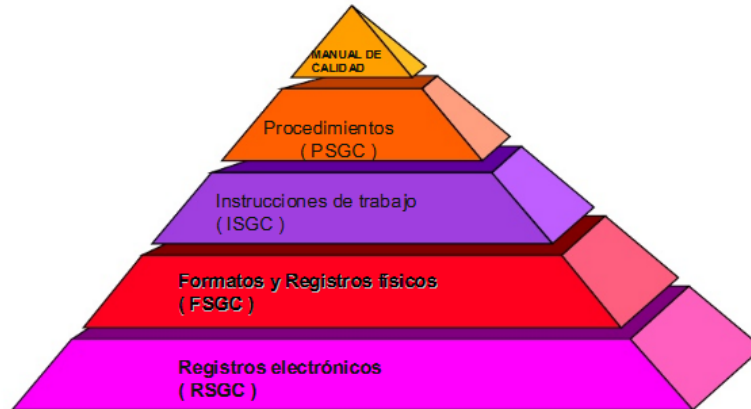 MANUAL DE
CALIDAD
Procedimientos
( PSGC )
Instrucciones de trabajo
( ISGC )
Formatos y Registros físicos
( FSGC )
Registros electrónicos
( RSGC )